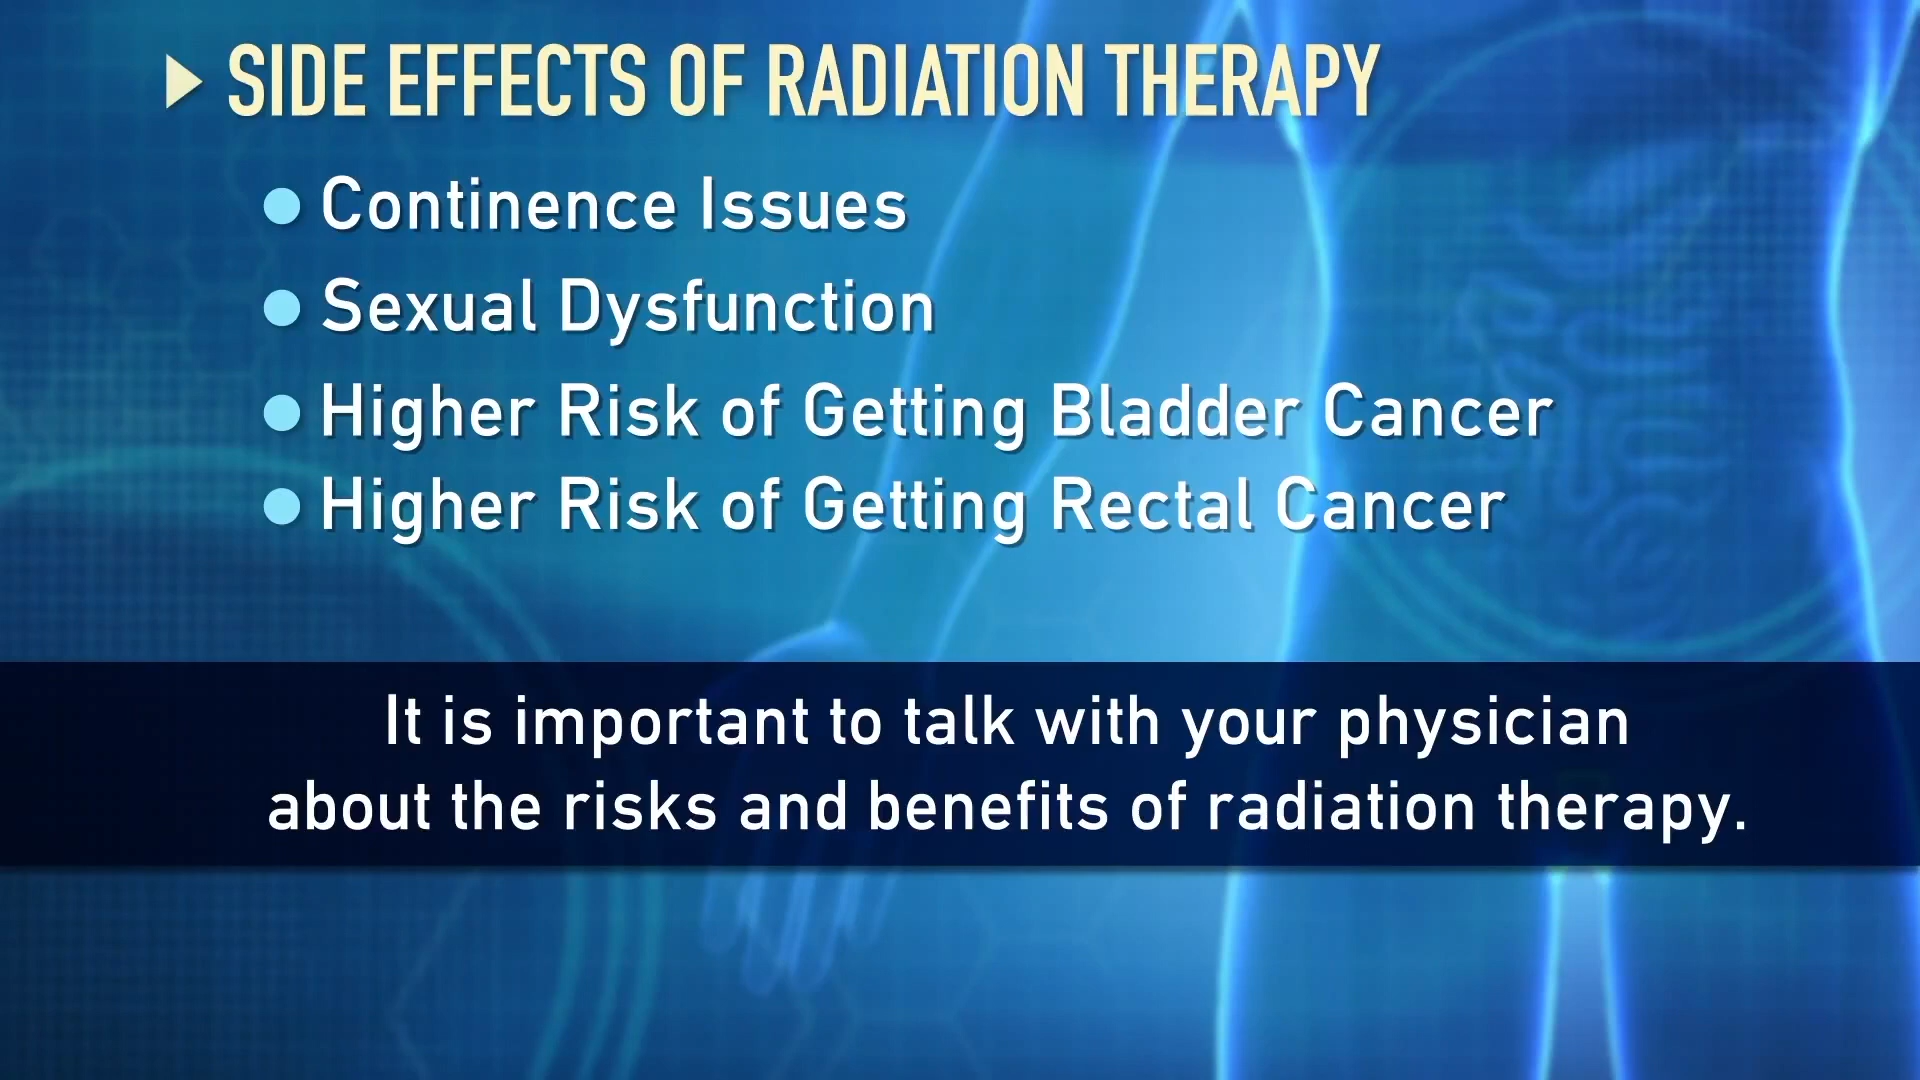 SIDE EFFECTS OF RADIATION THERAPY
Continence Issues
Sexual Dysfunction
Higher Risk of Getting Bladder Cancer
Higher Risk of Getting Rectal Cancer
It is important to talk with your physician
about the risks and benefits of radiation therapy.